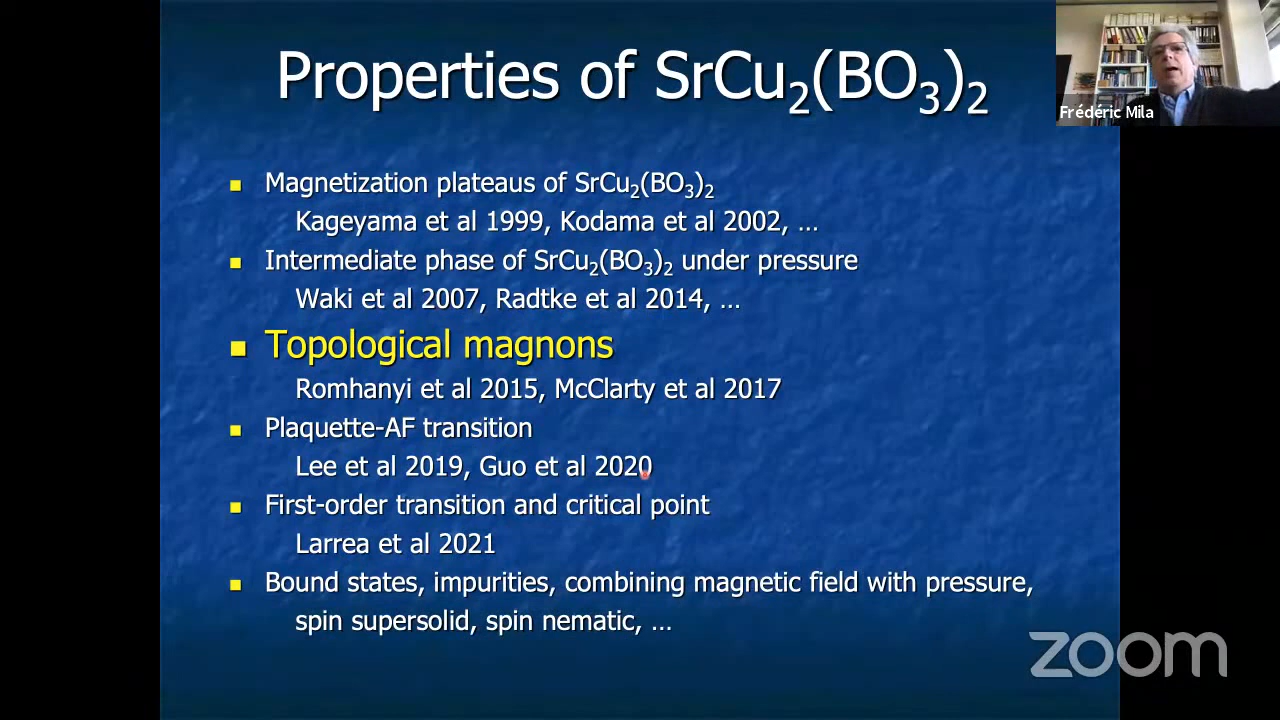 Properties of SrCu₂(BO₃)₂
Frédéric Mila
Magnetization plateaus of SrCu₂(BO₃)₂
Kageyama et al 1999, Kodama et al 2002, ...
Intermediate phase of SrCu₂(BO₃)₂ under pressure
Waki et al 2007, Radtke et al 2014, ...
Topological magnons
Romhanyi et al 2015, McClarty et al 2017
Plaquette-AF transition
Lee et al 2019, Guo et al 2020
First-order transition and critical point
Larrea et al 2021
Bound states, impurities, combining magnetic field with pressure,
spin supersolid, spin nematic, ...
zoom